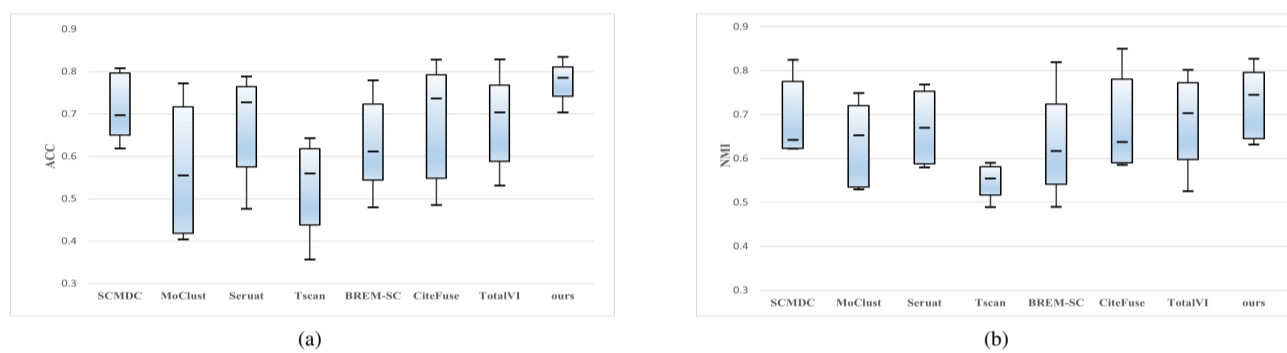 0.9
0.8
0.7
0.6
0.5
0.4
0.3
ACC
SCMDC MoClust Seruat Tscan BREM-SC CiteFuse TotalVI ours
(a)
0.9
0.8
0.7
0.6
0.5
0.4
0.3
NMI
SCMDC MoClust Seruat Tscan BREM-SC CiteFuse TotalVI ours
(b)